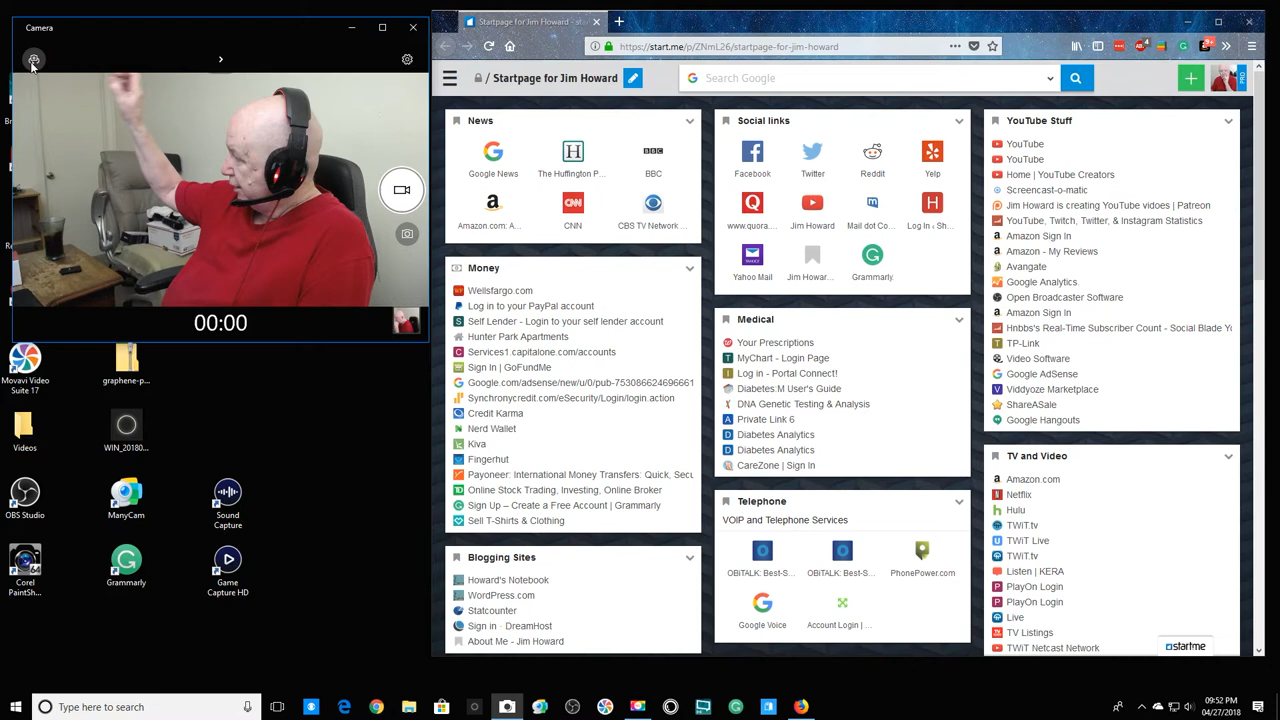 Camera
00:00
Br
Re
Movavi Video
Suite 17
graphene-p...
Videos
WIN_20180...
OBS Studio
ManyCam
Sound
Capture
Corel
PaintSh...
Grammarly
Game
Capture HD
Startpage for Jim Howard - sta
https://start.me/p/ZNmL26/startpage-for-jim-howard
Startpage for Jim Howard
Search Google
PRO
News
Google News
The Huffington P...
BBC
Amazon.com: A...
CNN
CBS TV Network ...
Money
Wellsfargo.com
Log in to your PayPal account
Self Lender - Login to your self lender account
Hunter Park Apartments
Services1.capitalone.com/accounts
Sign In | GoFundMe
Google.com/adsense/new/u/0/pub-753086624696661
Synchronycredit.com/eSecurity/Login/login.action
Credit Karma
Nerd Wallet
Kiva
Fingerhut
Payoneer: International Money Transfers: Quick, Secu
Online Stock Trading, Investing, Online Broker
Sign Up – Create a Free Account | Grammarly
Sell T-Shirts & Clothing
Blogging Sites
Howard's Notebook
WordPress.com
Statcounter
Sign in · DreamHost
About Me - Jim Howard
Social links
Facebook
Twitter
Reddit
Yelp
www.quora....
Jim Howard
Mail dot C...
Log In ‹ Sh...
Yahoo Mail
Jim Howar...
Grammarly.
Medical
Your Prescriptions
MyChart - Login Page
Log in - Portal Connect!
Diabetes:M User's Guide
DNA Genetic Testing & Analysis
Private Link 6
Diabetes Analytics
Diabetes Analytics
CareZone | Sign In
Telephone
VOIP and Telephone Services
OBiTALK: Best-S...
OBiTALK: Best-S...
PhonePower.com
Google Voice
Account Login | ...
YouTube Stuff
YouTube
YouTube
Home | YouTube Creators
Screencast-o-matic
Jim Howard is creating YouTube vidoes | Patreon
YouTube, Twitch, Twitter, & Instagram Statistics
Amazon Sign In
Amazon - My Reviews
Avangate
Google Analytics.
Open Broadcaster Software
Amazon Sign In
Hnbbs's Real-Time Subscriber Count - Social Blade Yo
TP-Link
Video Software
Google AdSense
Viddyoze Marketplace
ShareASale
Google Hangouts
TV and Video
Amazon.com
Netflix
Hulu
TWiT.tv
TWiT Live
TWiT.tv
Listen | KERA
PlayOn Login
PlayOn Login
Live
TV Listings
TWiT Netcast Network
startme
Type here to search
09:52 PM
04/27/2018